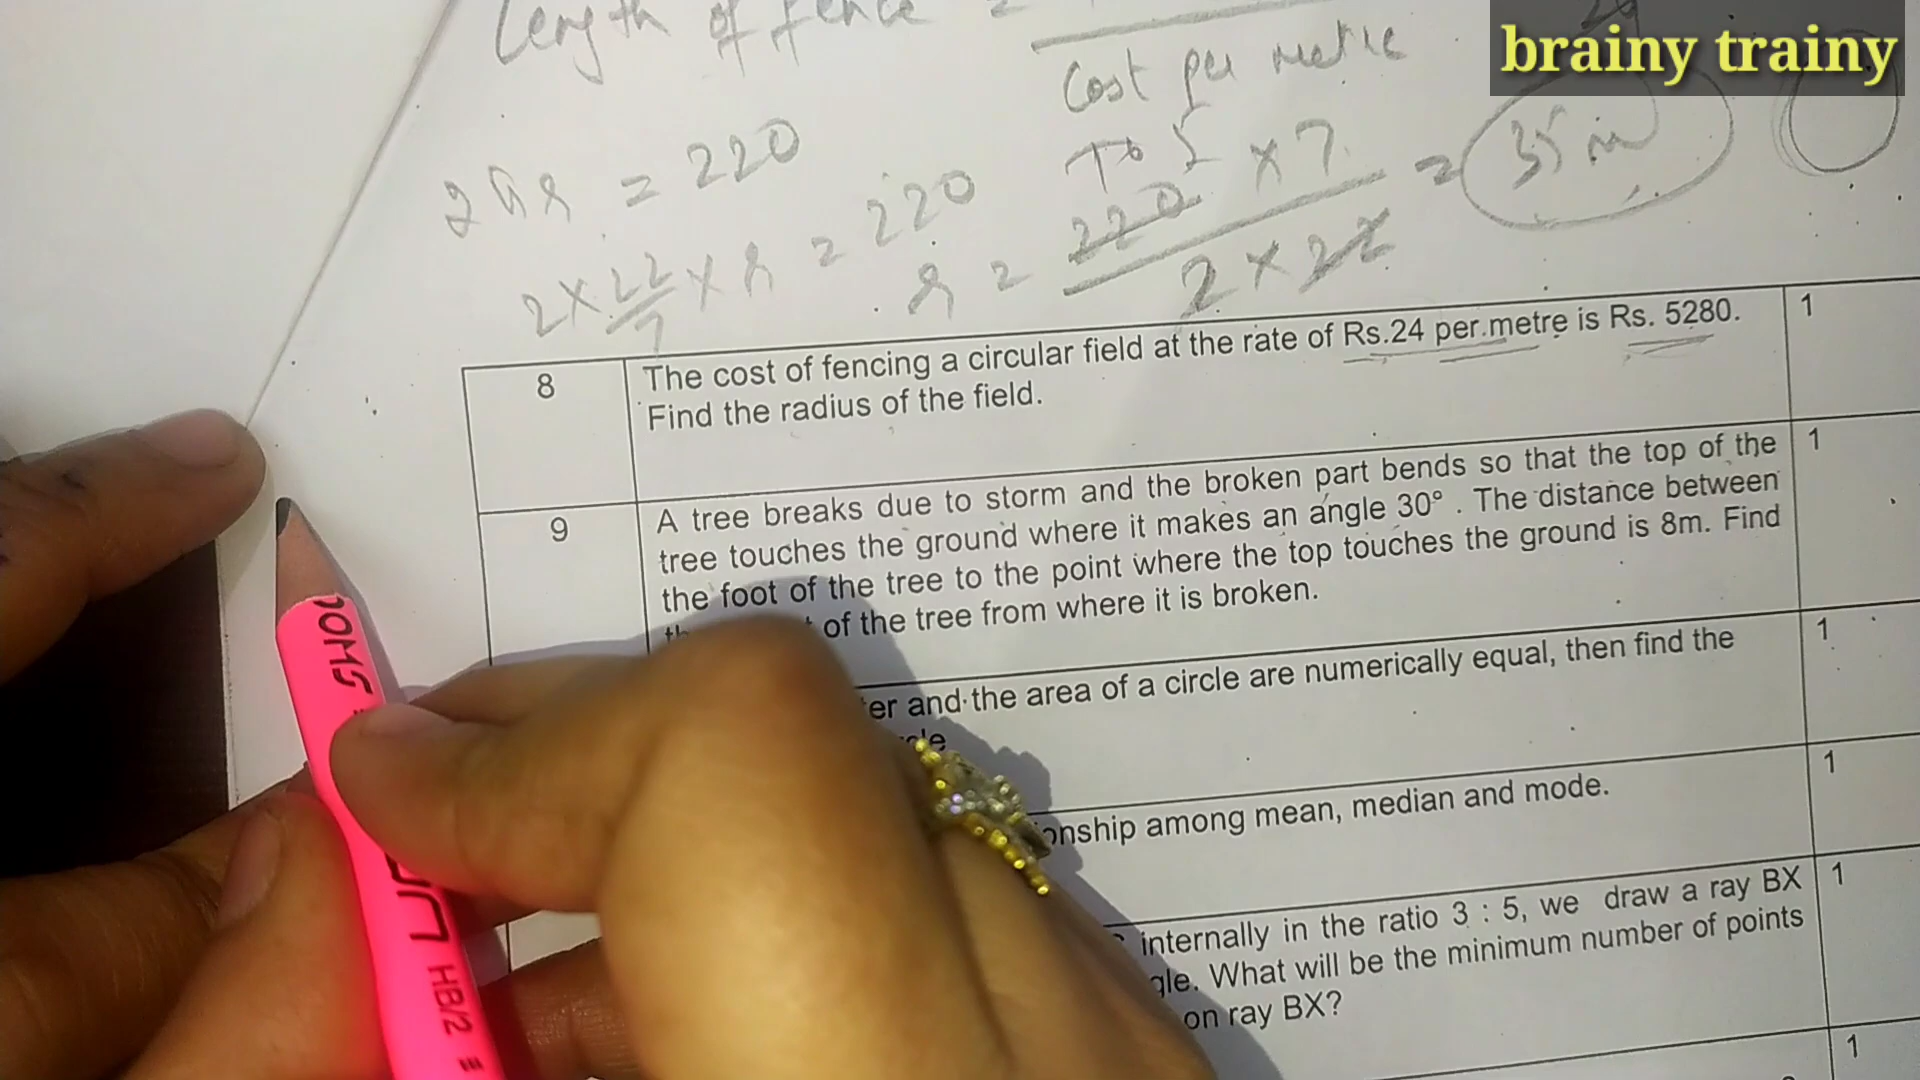 brainy trainy
Length of fence =
Cost per metre
2πr = 220
2 × 22/7 × r = 220
r = 220 × 7 / 2 × 22 = 35 m
8 The cost of fencing a circular field at the rate of Rs.24 per metre is Rs. 5280. 1
Find the radius of the field.
9 A tree breaks due to storm and the broken part bends so that the top of the 1
tree touches the ground where it makes an angle 30° . The distance between
the foot of the tree to the point where the top touches the ground is 8m. Find
of the tree from where it is broken.
and the area of a circle are numerically equal, then find the 1
among mean, median and mode. 1
internally in the ratio 3 : 5, we draw a ray BX 1
. What will be the minimum number of points
on ray BX?
1